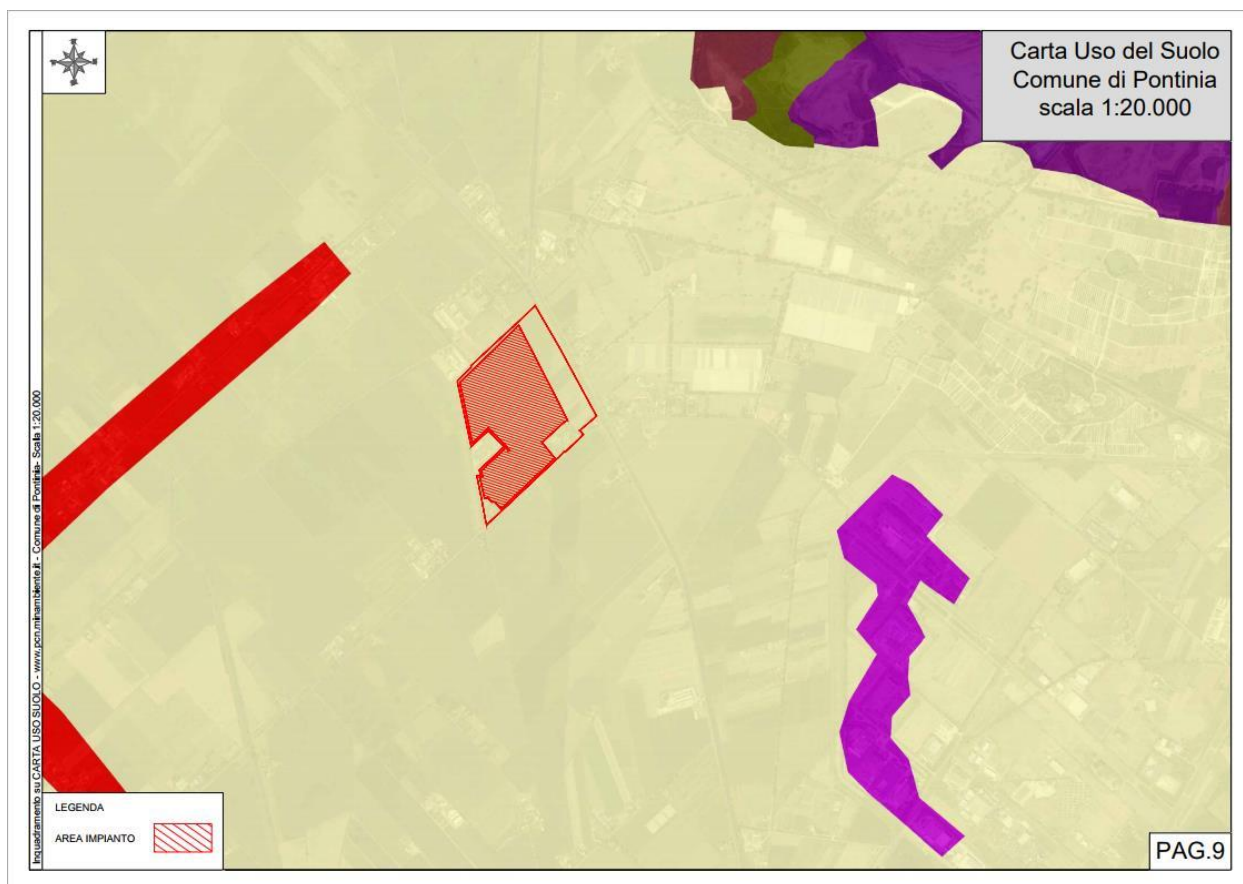 Carta Uso del Suolo
Comune di Pontinia
scala 1:20.000
Inquadramento su CARTA USO SUOLO - www.pcn.minambiente.it - Comune di Pontinia- Scala 1:20.000
LEGENDA
AREA IMPIANTO
PAG.9